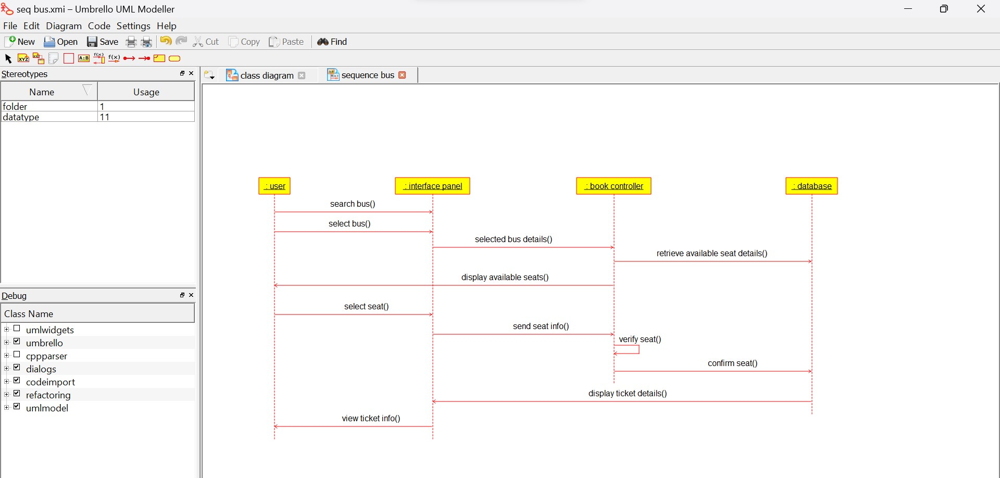 seq bus.xmi – Umbrello UML Modeller
File Edit Diagram Code Settings Help
New Open Save Cut Copy Paste Find
XYZ XYZ A:B f(x) f(x)
Stereotypes
class diagram
sequence bus
Name Usage
folder 1
datatype 11
: user
: interface panel
: book controller
: database
search bus()
select bus()
selected bus details()
retrieve available seat details()
display available seats()
select seat()
send seat info()
verify seat()
confirm seat()
display ticket details()
view ticket info()
Debug
Class Name
umlwidgets
umbrello
cppparser
dialogs
codeimport
refactoring
umlmodel